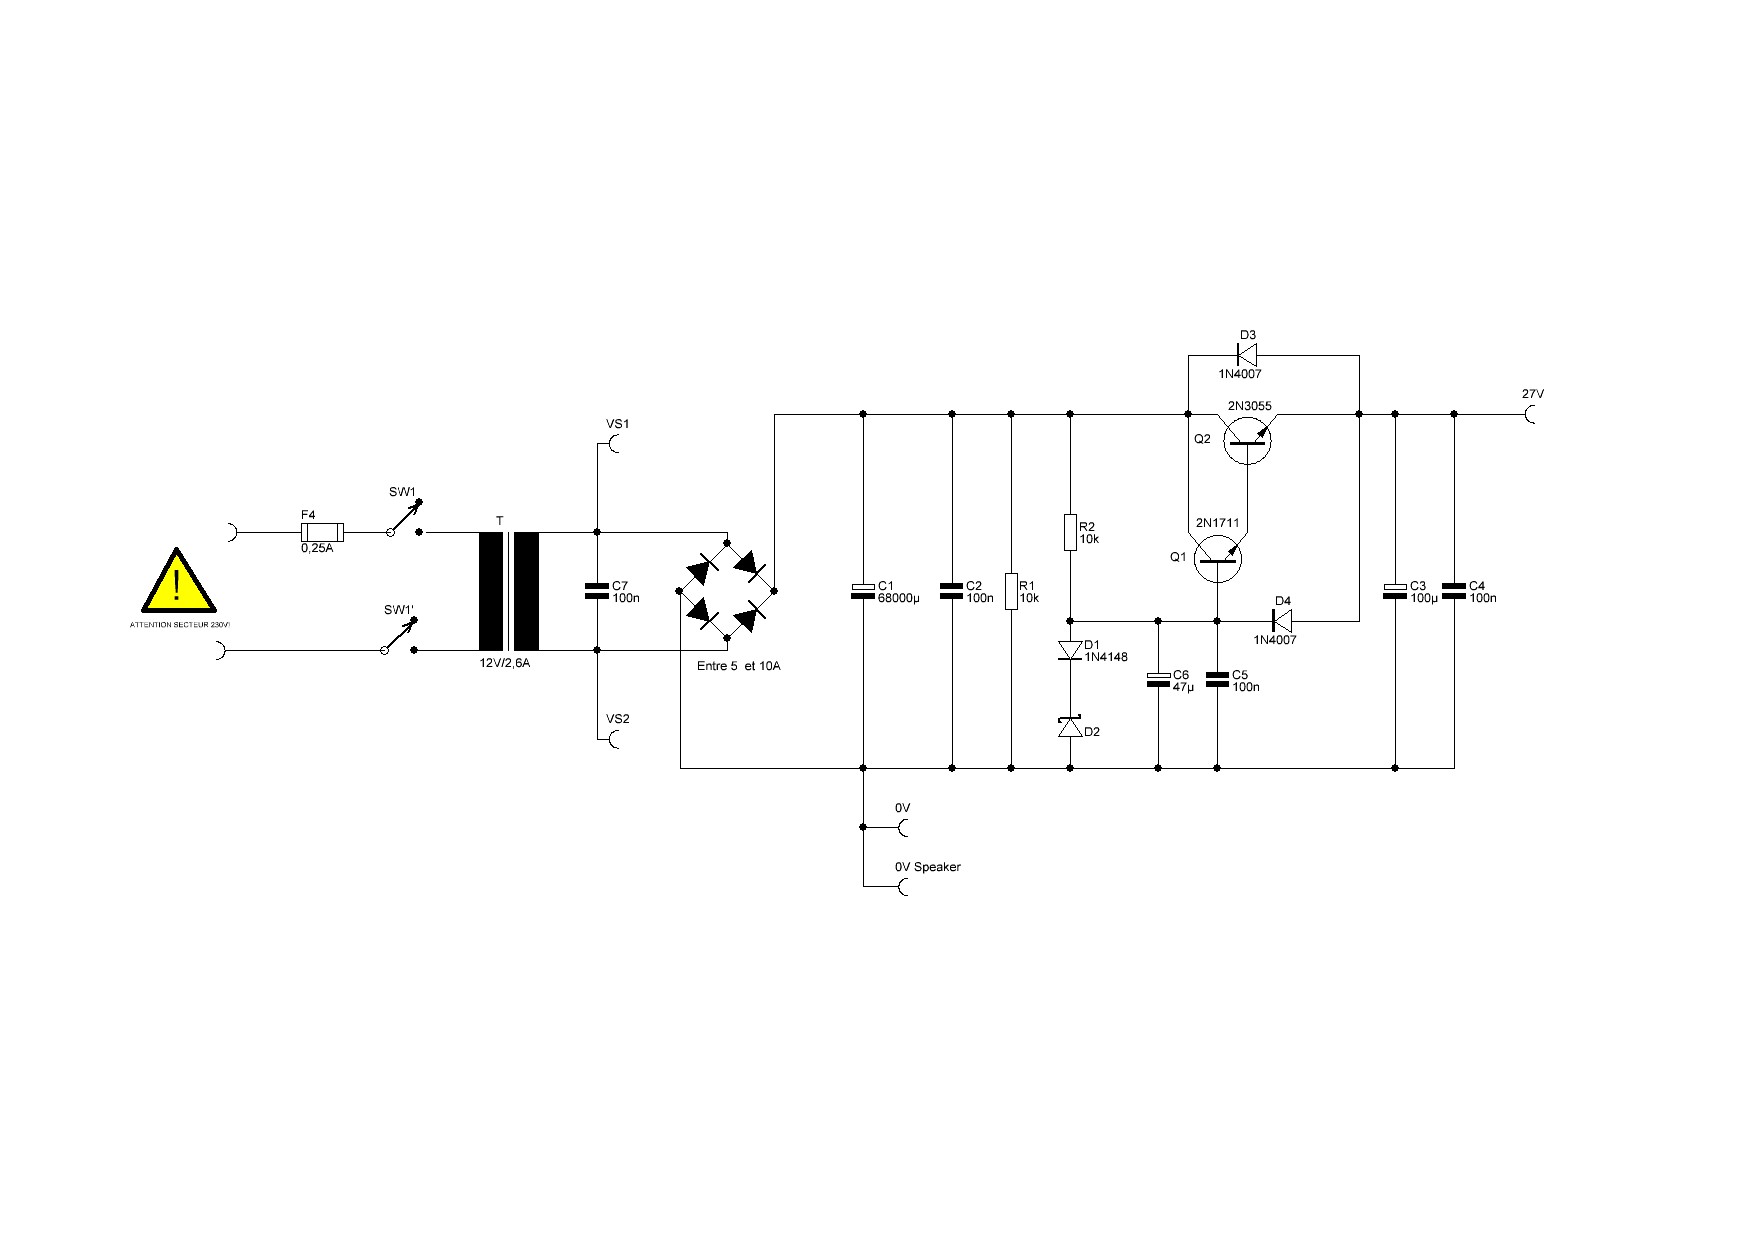 D3
1N4007
27V
2N3055
Q2
VS1
SW1
F4
0,25A
T
2N1711
Q1
R2
10k
!
C7
100n
C1
68000µ
C2
100n
R1
10k
D4
1N4007
C3
100µ
C4
100n
SW1'
ATTENTION SECTEUR 230V!
12V/2,6A
Entre 5 et 10A
D1
1N4148
C6
47µ
C5
100n
VS2
D2
0V
0V Speaker